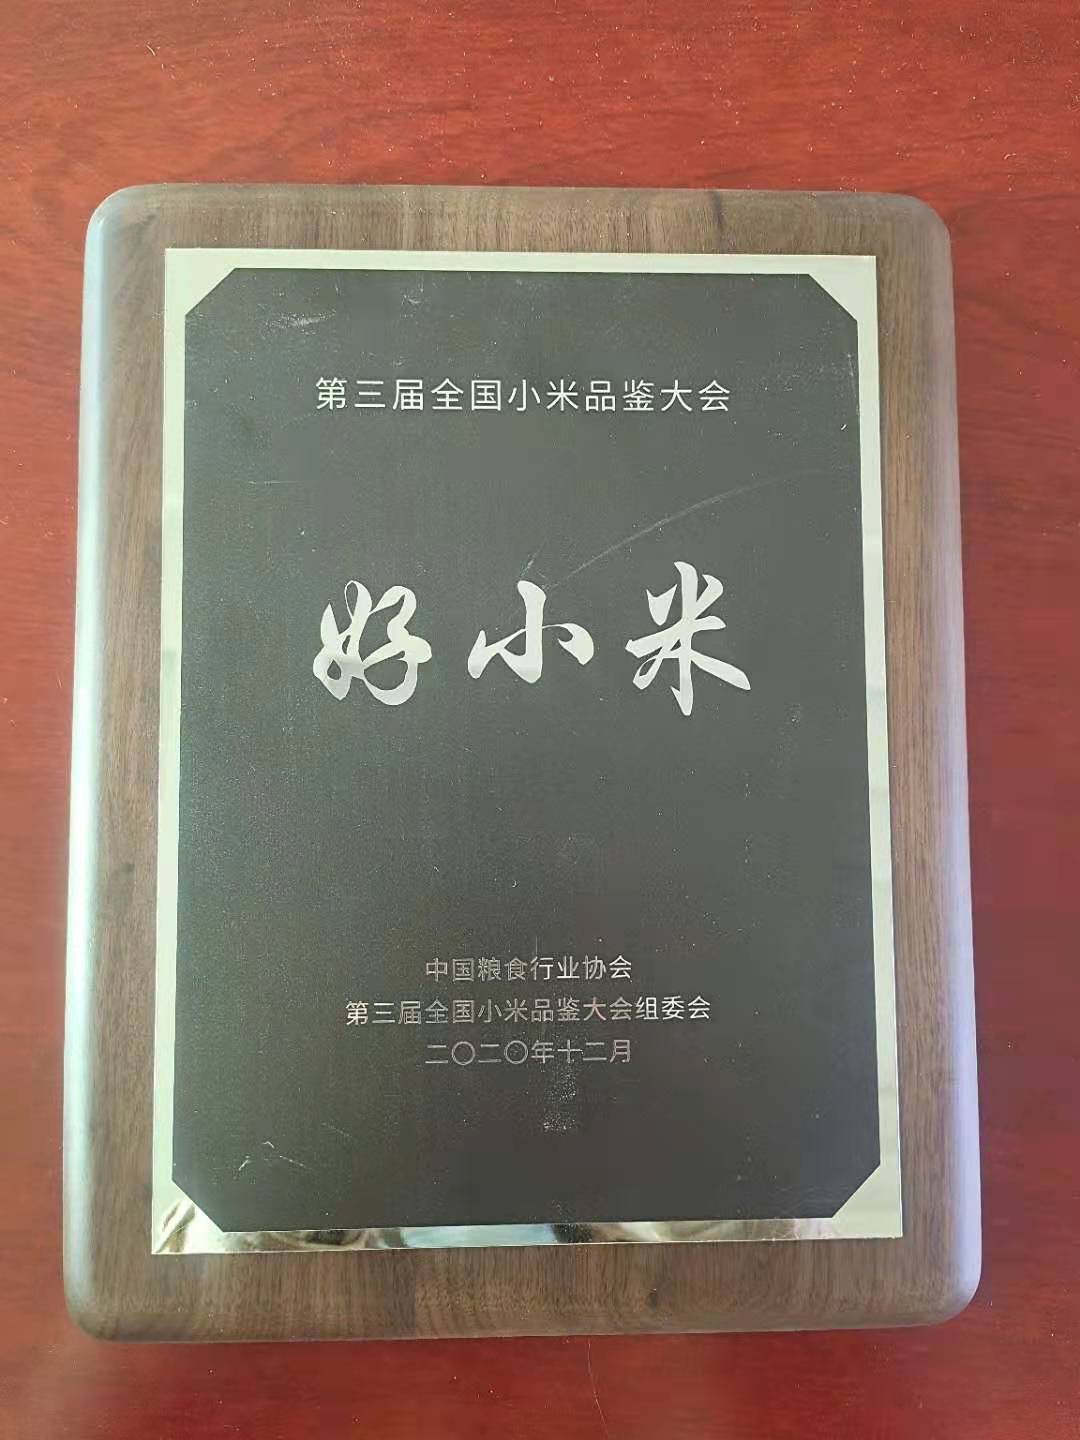 第三届全国小米品鉴大会
好小米
中国粮食行业协会
第三届全国小米品鉴大会组委会
二〇二〇年十二月